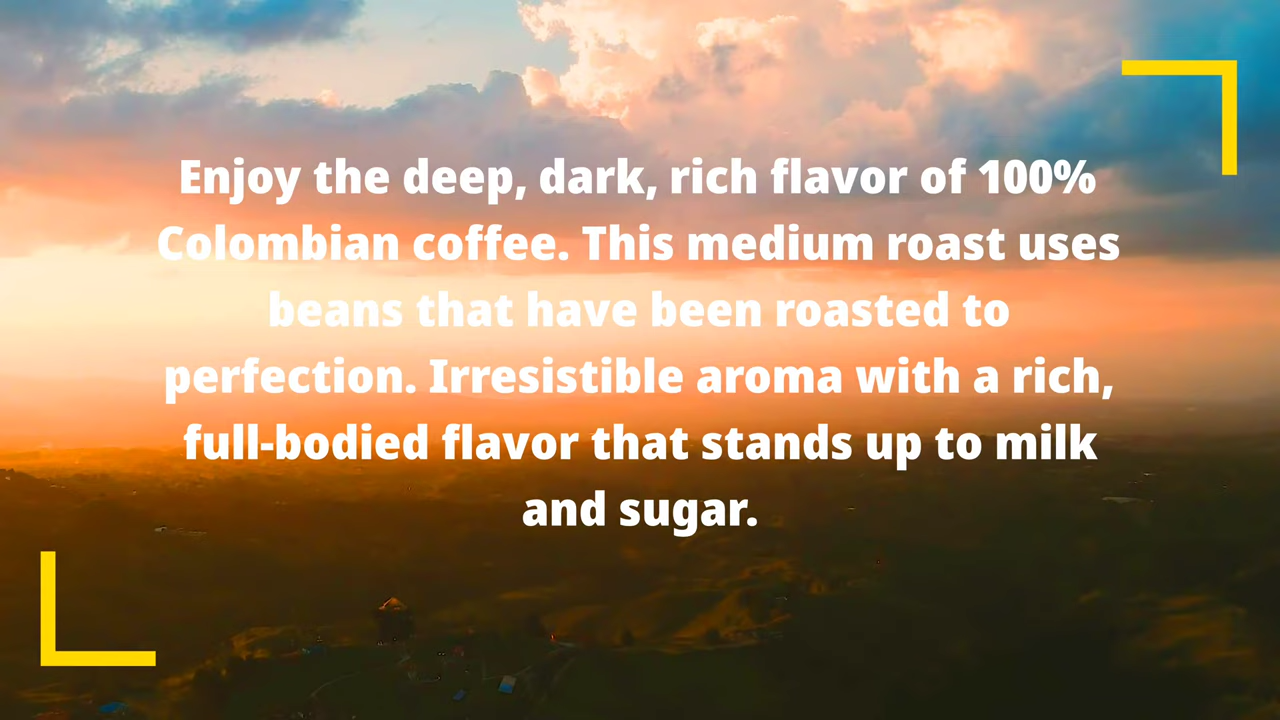 Enjoy the deep, dark, rich flavor of 100%
Colombian coffee. This medium roast uses
beans that have been roasted to
perfection. Irresistible aroma with a rich,
full-bodied flavor that stands up to milk
and sugar.